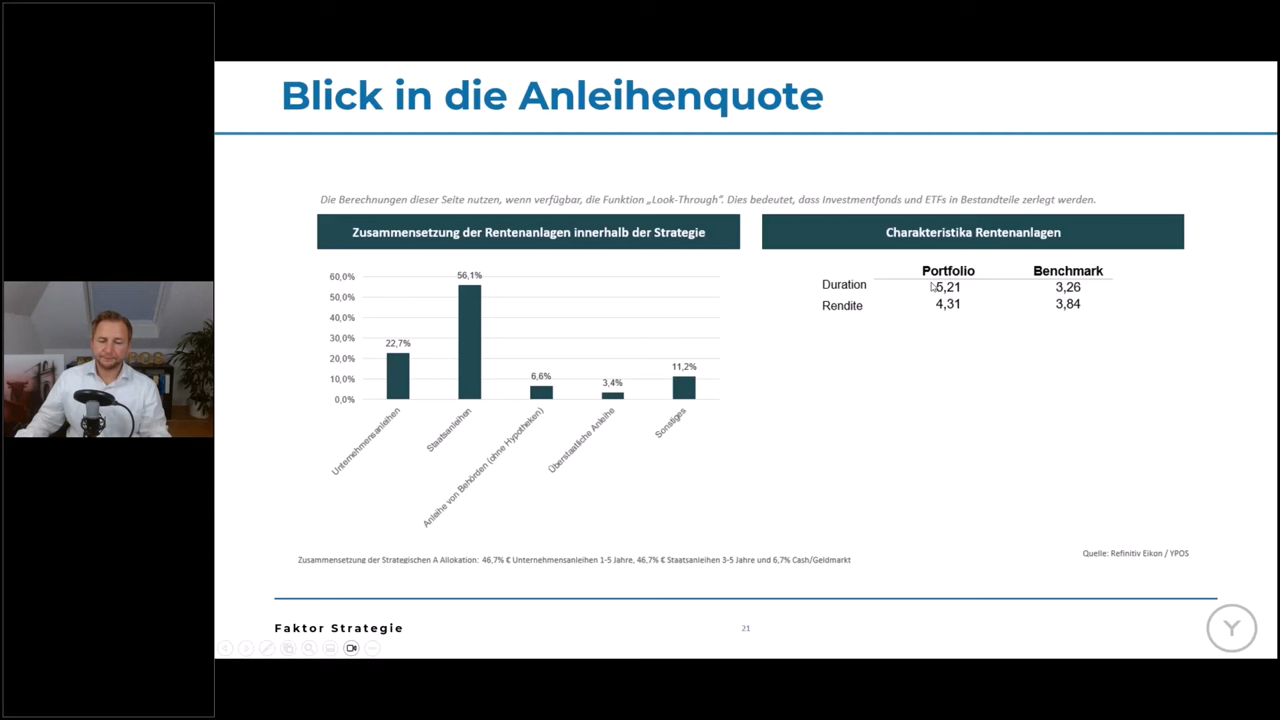 Blick in die Anleihenquote
Die Berechnungen dieser Seite nutzen, wenn verfügbar, die Funktion „Look-Through“. Dies bedeutet, dass Investmentfonds und ETFs in Bestandteile zerlegt werden.
Zusammensetzung der Rentenanlagen innerhalb der Strategie
60,0%
50,0%
40,0%
30,0%
20,0%
10,0%
0,0%
22,7%
56,1%
6,6%
3,4%
11,2%
Unternehmensanleihen
Staatsanleihen
Anleihe von Behörden (ohne Hypotheken)
Überstaatliche Anleihe
Sonstiges
Charakteristika Rentenanlagen
Portfolio Benchmark
Duration 5,21 3,26
Rendite 4,31 3,84
Zusammensetzung der Strategischen A Allokation: 46,7% € Unternehmensanleihen 1-5 Jahre, 46,7% € Staatsanleihen 3-5 Jahre und 6,7% Cash/Geldmarkt
Quelle: Refinitiv Eikon / YPOS
Faktor Strategie
21
Y